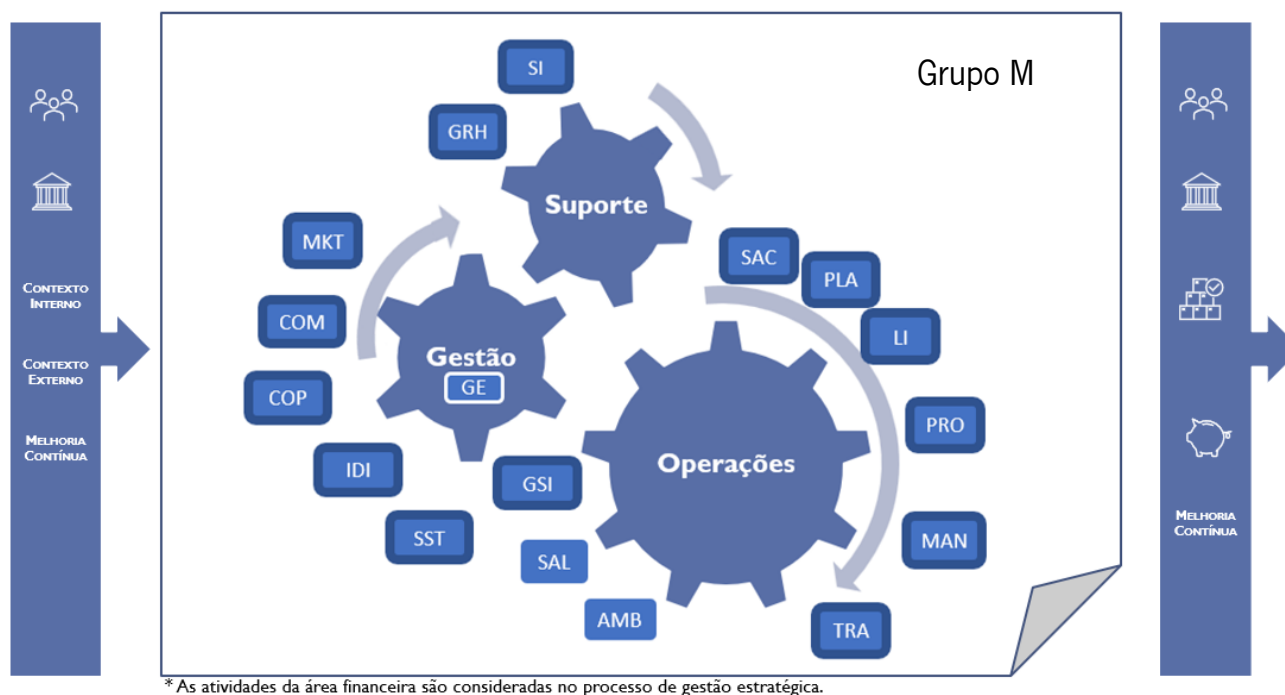 Grupo M
SI
GRH
Suporte
MKT
SAC
PLA
CONTEXTO
INTERNO
COM
LI
Gestão
GE
CONTEXTO
EXTERNO
COP
PRO
MELHORIA
CONTÍNUA
IDI
GSI
Operações
SST
MAN
SAL
AMB
TRA
MELHORIA
CONTÍNUA
* As atividades da área financeira são consideradas no processo de gestão estratégica.